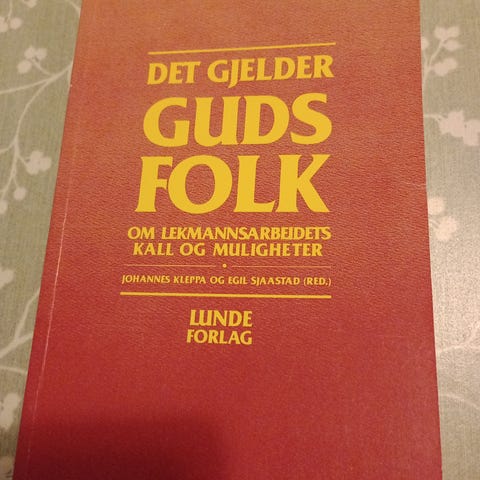 DET GJELDER
GUDS
FOLK
OM LEKMANNSARBEIDETS
KALL OG MULIGHETER
•
JOHANNES KLEPPA OG EGIL SJAASTAD (RED.)
LUNDE
FORLAG